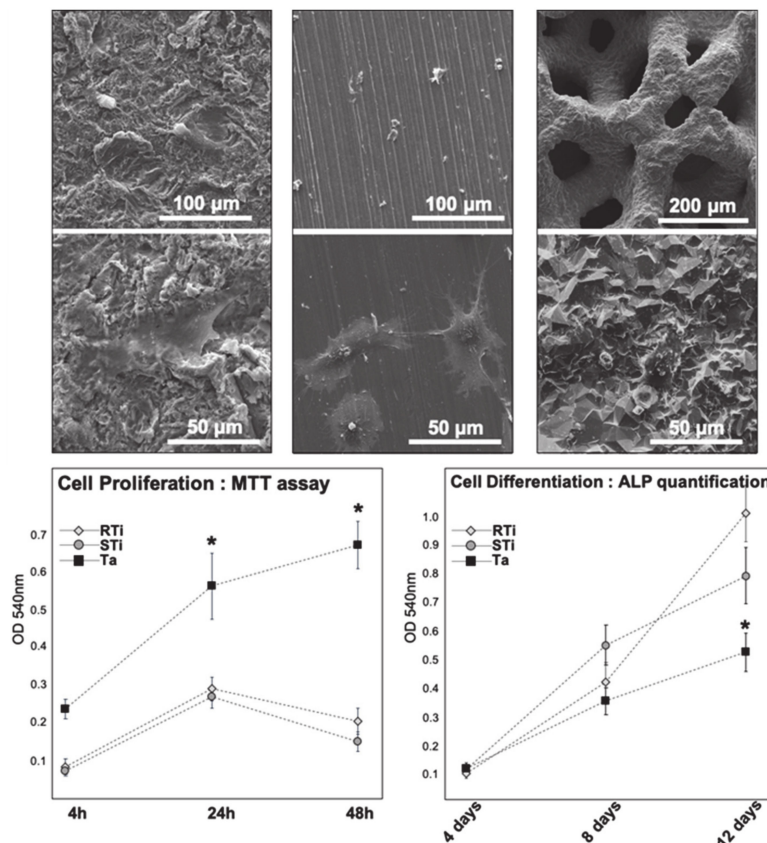 100 µm
100 µm
200 µm
50 µm
50 µm
50 µm
Cell Proliferation : MTT assay
0.7
0.6
0.5
0.3
0.2
0.1
OD 540nm
RTi
STi
Ta
*
*
4h
24h
48h
Cell Differentiation : ALP quantification
1.0
0.9
0.8
0.7
0.6
0.5
0.4
0.3
0.2
0.1
OD 540nm
RTi
STi
Ta
*
4 days
8 days
12 days